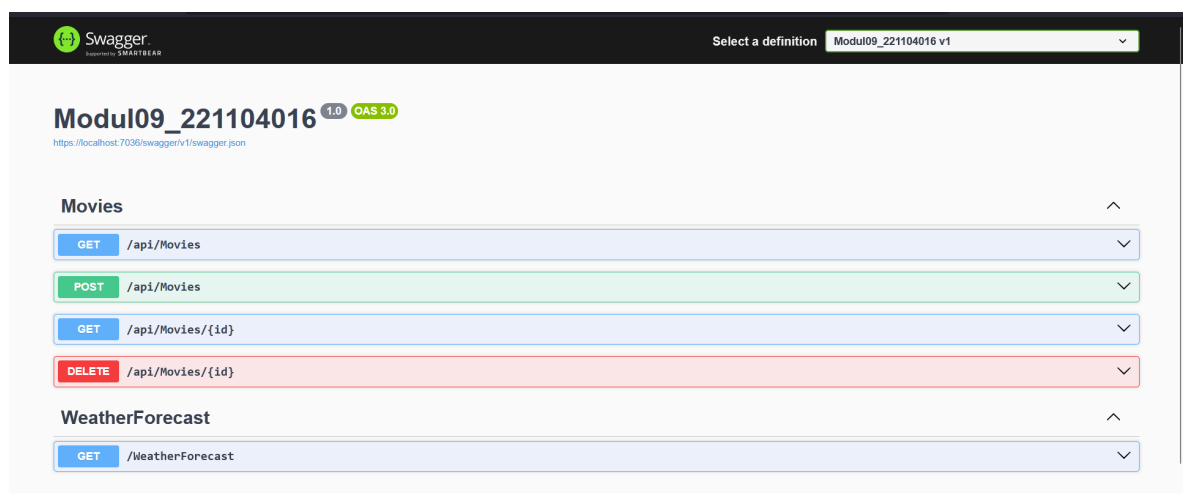 Swagger.
Supported by SMARTBEAR
Select a definition Modul09_221104016 v1
Modul09_221104016 1.0 OAS 3.0
https://localhost:7036/swagger/v1/swagger.json
Movies
GET /api/Movies
POST /api/Movies
GET /api/Movies/{id}
DELETE /api/Movies/{id}
WeatherForecast
GET /WeatherForecast